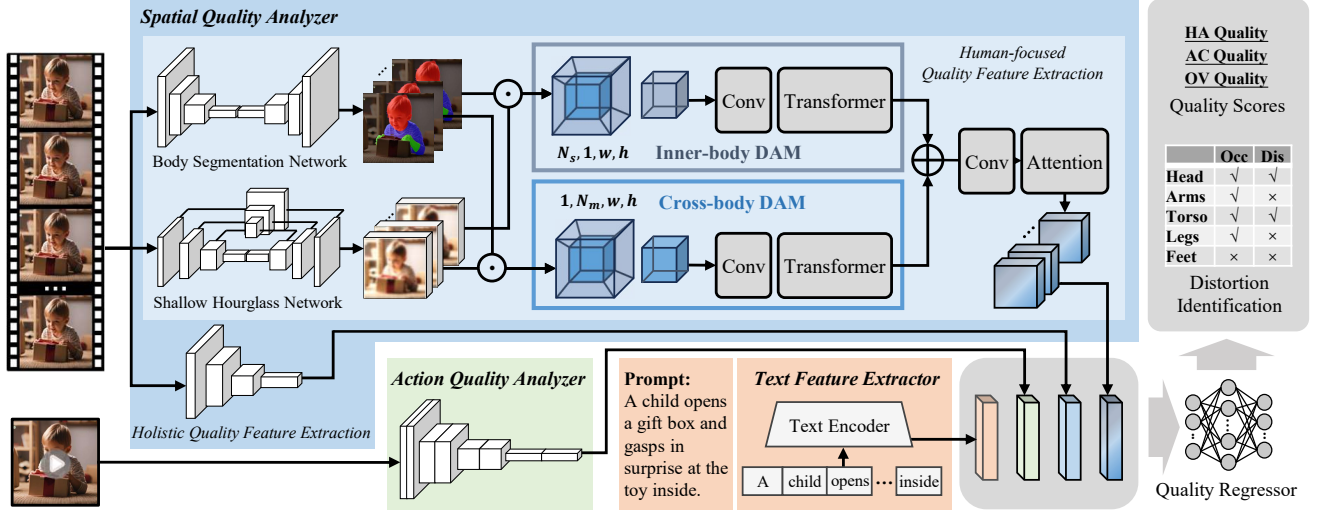 Spatial Quality Analyzer
Body Segmentation Network
Shallow Hourglass Network
N_s, 1, w, h
Inner-body DAM
Conv
Transformer
1, N_m, w, h
Cross-body DAM
Conv
Transformer
Human-focused
Quality Feature Extraction
Conv
Attention
Holistic Quality Feature Extraction
Action Quality Analyzer
Prompt:
A child opens
a gift box and
gasps in
surprise at the
toy inside.
Text Feature Extractor
Text Encoder
A child opens ... inside
HA Quality
AC Quality
OV Quality
Quality Scores
Occ Dis
Head √ √
Arms √ ×
Torso √ √
Legs √ ×
Feet × ×
Distortion
Identification
Quality Regressor